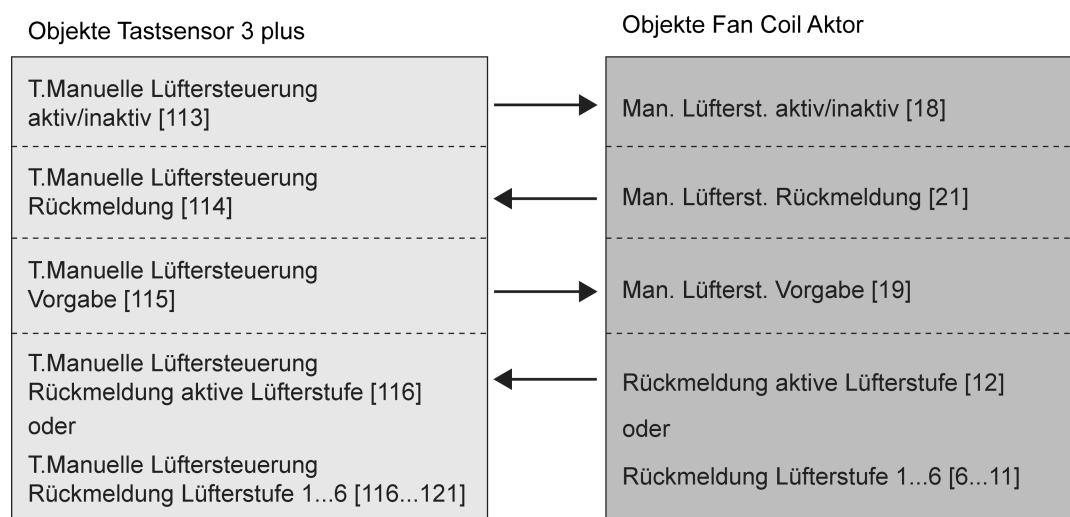 Objekte Tastsensor 3 plus
T.Manuelle Lüftersteuerung
aktiv/inaktiv [113]
T.Manuelle Lüftersteuerung
Rückmeldung [114]
T.Manuelle Lüftersteuerung
Vorgabe [115]
T.Manuelle Lüftersteuerung
Rückmeldung aktive Lüfterstufe [116]
oder
T.Manuelle Lüftersteuerung
Rückmeldung Lüfterstufe 1...6 [116...121]
Objekte Fan Coil Aktor
Man. Lüfterst. aktiv/inaktiv [18]
Man. Lüfterst. Rückmeldung [21]
Man. Lüfterst. Vorgabe [19]
Rückmeldung aktive Lüfterstufe [12]
oder
Rückmeldung Lüfterstufe 1...6 [6...11]